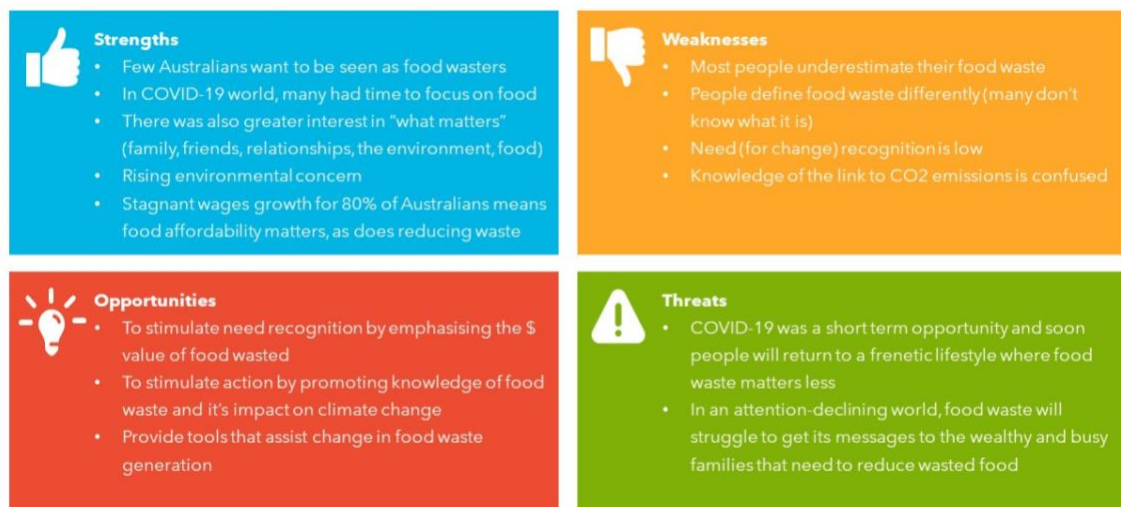 Strengths
• Few Australians want to be seen as food wasters
• In COVID-19 world, many had time to focus on food
• There was also greater interest in "what matters"
(family, friends, relationships, the environment, food)
• Rising environmental concern
• Stagnant wages growth for 80% of Australians means
food affordability matters, as does reducing waste
Weaknesses
• Most people underestimate their food waste
• People define food waste differently (many don't
know what it is)
• Need (for change) recognition is low
• Knowledge of the link to CO2 emissions is confused
Opportunities
• To stimulate need recognition by emphasising the $
value of food wasted
• To stimulate action by promoting knowledge of food
waste and it's impact on climate change
• Provide tools that assist change in food waste
generation
Threats
• COVID-19 was a short term opportunity and soon
people will return to a frenetic lifestyle where food
waste matters less
• In an attention-declining world, food waste will
struggle to get its messages to the wealthy and busy
families that need to reduce wasted food